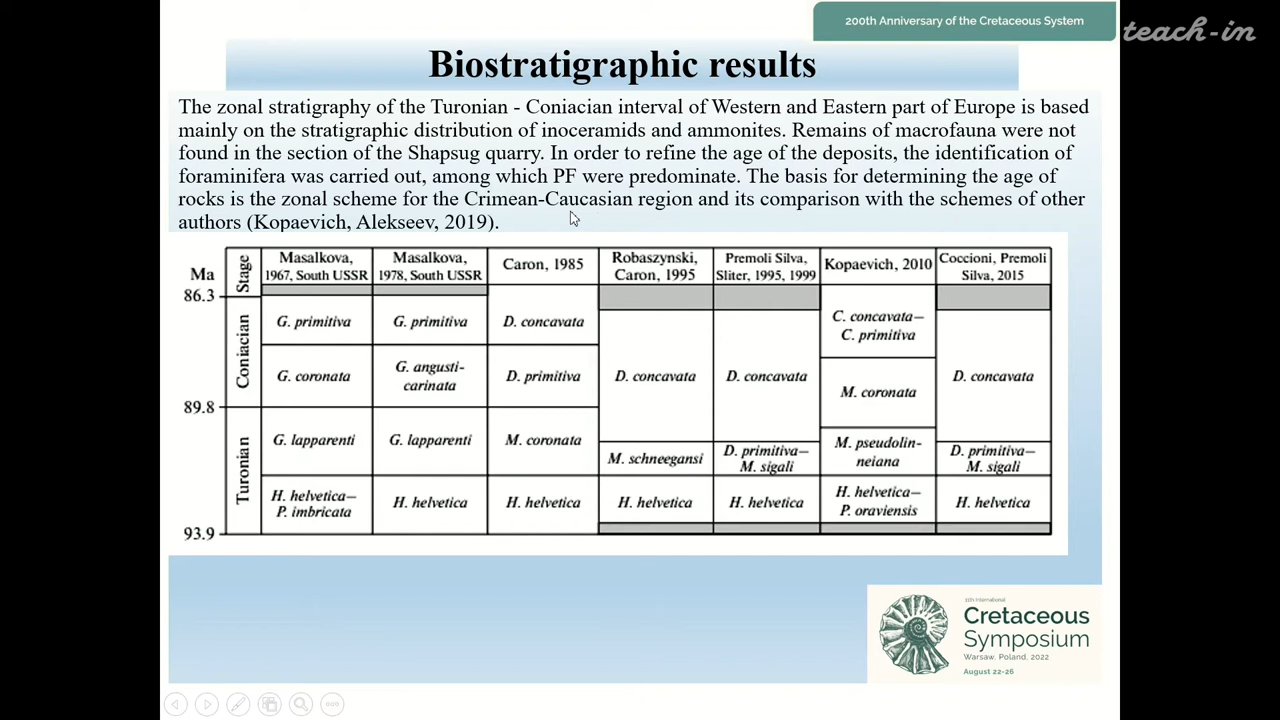 200th Anniversary of the Cretaceous System
teach-in
Biostratigraphic results
The zonal stratigraphy of the Turonian - Coniacian interval of Western and Eastern part of Europe is based
mainly on the stratigraphic distribution of inoceramids and ammonites. Remains of macrofauna were not
found in the section of the Shapsug quarry. In order to refine the age of the deposits, the identification of
foraminifera was carried out, among which PF were predominate. The basis for determining the age of
rocks is the zonal scheme for the Crimean-Caucasian region and its comparison with the schemes of other
authors (Kopaevich, Alekseev, 2019).
Ma
Stage
Masalkova,
1967, South USSR
Masalkova,
1978, South USSR
Caron, 1985
Robaszynski,
Caron, 1995
Premoli Silva,
Sliter, 1995, 1999
Kopaevich, 2010
Coccioni, Premoli
Silva, 2015
86.3
Coniacian
G. primitiva
G. primitiva
D. concavata
C. concavata–
C. primitiva
G. coronata
G. angusti-
carinata
D. primitiva
D. concavata
D. concavata
M. coronata
D. concavata
89.8
Turonian
G. lapparenti
G. lapparenti
M. coronata
M. schneegansi
D. primitiva–
M. sigali
M. pseudolin-
neiana
D. primitiva–
M. sigali
H. helvetica–
P. imbricata
H. helvetica
H. helvetica
H. helvetica
H. helvetica
H. helvetica–
P. oraviensis
H. helvetica
93.9
11th International
Cretaceous
Symposium
Warsaw, Poland, 2022
August 22-26